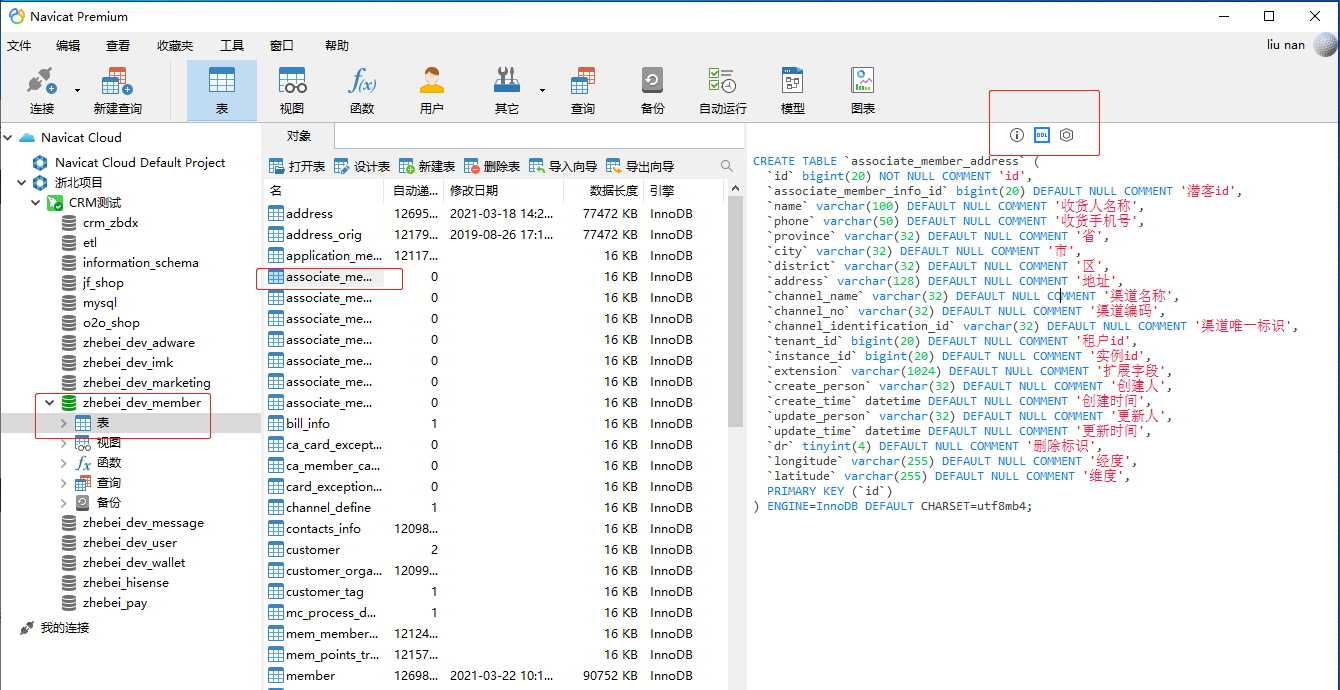 Navicat Premium
文件 编辑 查看 收藏夹 工具 窗口 帮助 liu nan
连接 新建查询 表 视图 函数 用户 其它 查询 备份 自动运行 模型 图表
Navicat Cloud
Navicat Cloud Default Project
浙北项目
CRM测试
crm_zbdx
etl
information_schema
jf_shop
mysql
o2o_shop
zhebei_dev_adware
zhebei_dev_imk
zhebei_dev_marketing
zhebei_dev_member
表
视图
函数
查询
备份
zhebei_dev_message
zhebei_dev_user
zhebei_dev_wallet
zhebei_hisense
zhebei_pay
我的连接
对象
打开表 设计表 新建表 删除表 导入向导 导出向导
名 自动递... 修改日期 数据长度 引擎
address 12695... 2021-03-18 14:2... 77472 KB InnoDB
address_orig 12179... 2019-08-26 17:1... 77472 KB InnoDB
application_me... 12117... 16 KB InnoDB
associate_me... 0 16 KB InnoDB
associate_me... 0 16 KB InnoDB
associate_me... 0 16 KB InnoDB
associate_me... 0 16 KB InnoDB
associate_me... 0 16 KB InnoDB
associate_me... 0 16 KB InnoDB
associate_me... 0 16 KB InnoDB
bill_info 1 16 KB InnoDB
ca_card_except... 0 16 KB InnoDB
ca_member_ca... 0 16 KB InnoDB
card_exception... 0 16 KB InnoDB
channel_define 1 16 KB InnoDB
contacts_info 12098... 16 KB InnoDB
customer 2 16 KB InnoDB
customer_orga... 12099... 16 KB InnoDB
customer_tag 1 16 KB InnoDB
mc_process_d... 1 16 KB InnoDB
mem_member... 12124... 16 KB InnoDB
mem_points_tr... 12157... 16 KB InnoDB
member 12698... 2021-03-22 10:1... 90752 KB InnoDB
DDL
CREATE TABLE `associate_member_address` (
`id` bigint(20) NOT NULL COMMENT 'id',
`associate_member_info_id` bigint(20) DEFAULT NULL COMMENT '潜客id',
`name` varchar(100) DEFAULT NULL COMMENT '收货人名称',
`phone` varchar(50) DEFAULT NULL COMMENT '收货手机号',
`province` varchar(32) DEFAULT NULL COMMENT '省',
`city` varchar(32) DEFAULT NULL COMMENT '市',
`district` varchar(32) DEFAULT NULL COMMENT '区',
`address` varchar(128) DEFAULT NULL COMMENT '地址',
`channel_name` varchar(32) DEFAULT NULL COMMENT '渠道名称',
`channel_no` varchar(32) DEFAULT NULL COMMENT '渠道编码',
`channel_identification_id` varchar(32) DEFAULT NULL COMMENT '渠道唯一标识',
`tenant_id` bigint(20) DEFAULT NULL COMMENT '租户id',
`instance_id` bigint(20) DEFAULT NULL COMMENT '实例id',
`extension` varchar(1024) DEFAULT NULL COMMENT '扩展字段',
`create_person` varchar(32) DEFAULT NULL COMMENT '创建人',
`create_time` datetime DEFAULT NULL COMMENT '创建时间',
`update_person` varchar(32) DEFAULT NULL COMMENT '更新人',
`update_time` datetime DEFAULT NULL COMMENT '更新时间',
`dr` tinyint(4) DEFAULT NULL COMMENT '删除标识',
`longitude` varchar(255) DEFAULT NULL COMMENT '经度',
`latitude` varchar(255) DEFAULT NULL COMMENT '维度',
PRIMARY KEY (`id`)
) ENGINE=InnoDB DEFAULT CHARSET=utf8mb4;